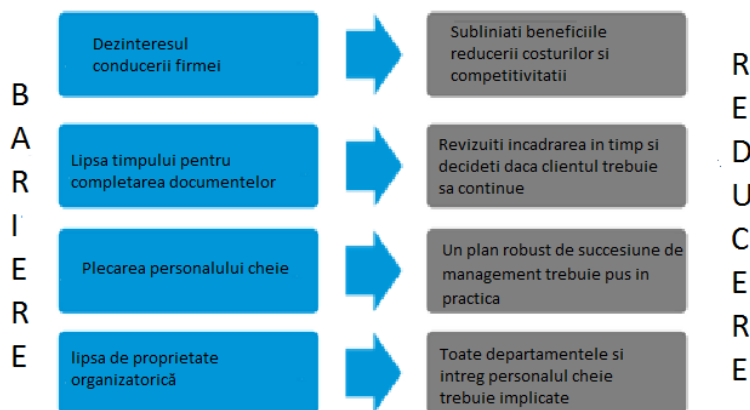 BARIERE
Dezinteresul
conducerii firmei
Subliniati beneficiile
reducerii costurilor si
competitivitatii
Lipsa timpului pentru
completarea documentelor
Revizuiti incadrarea in timp si
decideti daca clientul trebuie
sa continue
Plecarea personalului cheie
Un plan robust de succesiune de
management trebuie pus in
practica
lipsa de proprietate
organizatorică
Toate departamentele si
intreg personalul cheie
trebuie implicate
REDUCERE